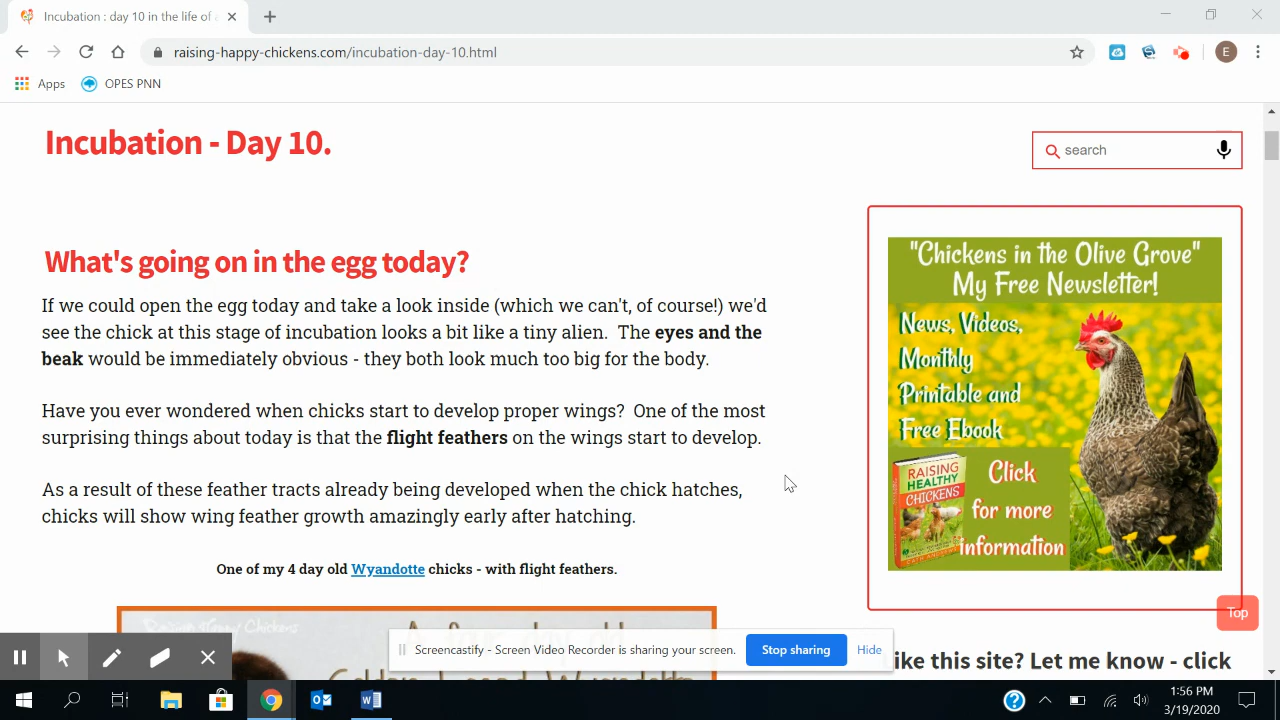 Incubation : day 10 in the life of a
raising-happy-chickens.com/incubation-day-10.html
E
Apps
OPES PNN
Incubation - Day 10.
search
What's going on in the egg today?
If we could open the egg today and take a look inside (which we can't, of course!) we'd
see the chick at this stage of incubation looks a bit like a tiny alien. The eyes and the
beak would be immediately obvious - they both look much too big for the body.
Have you ever wondered when chicks start to develop proper wings? One of the most
surprising things about today is that the flight feathers on the wings start to develop.
As a result of these feather tracts already being developed when the chick hatches,
chicks will show wing feather growth amazingly early after hatching.
One of my 4 day old Wyandotte chicks - with flight feathers.
Raising Happy Chickens
A four day old
"Chickens in the Olive Grove"
My Free Newsletter!
News, Videos,
Monthly
Printable and
Free Ebook
RAISING
HEALTHY
CHICKENS
Click
for more
information
Top
like this site? Let me know - click
Screencastify - Screen Video Recorder is sharing your screen.
Stop sharing
Hide
1:56 PM
3/19/2020